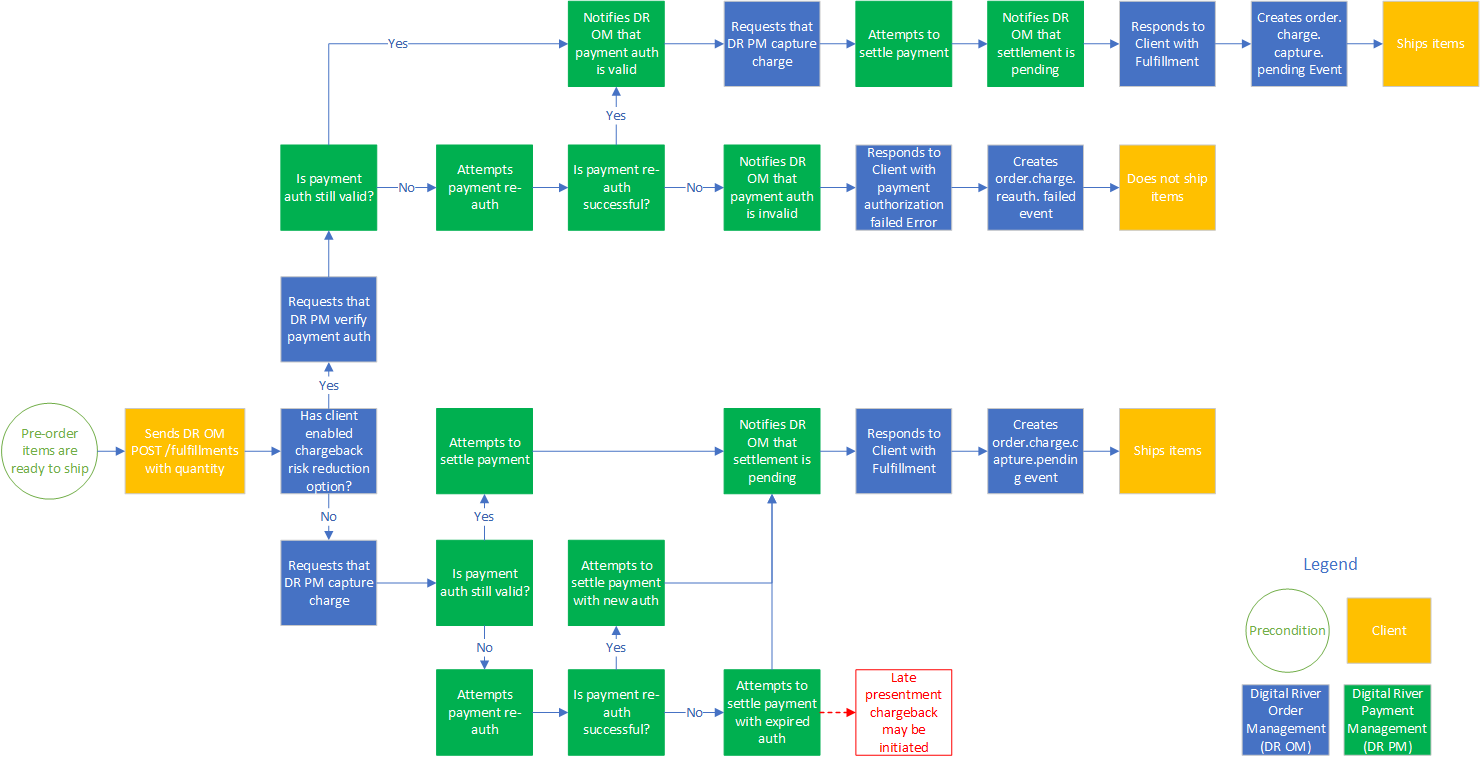 Notifies DR
OM that
payment auth
is valid
Requests that
DR PM capture
charge
Attempts to
settle payment
Notifies DR
OM that
settlement is
pending
Responds to
Client with
Fulfillment
Creates order.
charge.
capture.
pending Event
Ships items
Yes
Yes
Is payment
auth still valid?
No
Attempts
payment re-
auth
Is payment re-
auth
successful?
No
Notifies DR
OM that
payment auth
is invalid
Responds to
Client with
payment
authorization
failed Error
Creates
order.charge.
reauth. failed
event
Does not ship
items
Requests that
DR PM verify
payment auth
Yes
Pre-order
items are
ready to ship
Sends DR OM
POST /fulfillments
with quantity
Has client
enabled
chargeback
risk reduction
option?
Attempts to
settle payment
Notifies DR
OM that
settlement is
pending
Responds to
Client with
Fulfillment
Creates
order.charge.c
apture.pendin
g event
Ships items
No
Yes
Requests that
DR PM capture
charge
Is payment
auth still valid?
Attempts to
settle payment
with new auth
No
Yes
Attempts
payment re-
auth
Is payment re-
auth
successful?
No
Attempts to
settle payment
with expired
auth
Late
presentment
chargeback
may be
initiated
Legend
Precondition
Client
Digital River
Order
Management
(DR OM)
Digital River
Payment
Management
(DR PM)